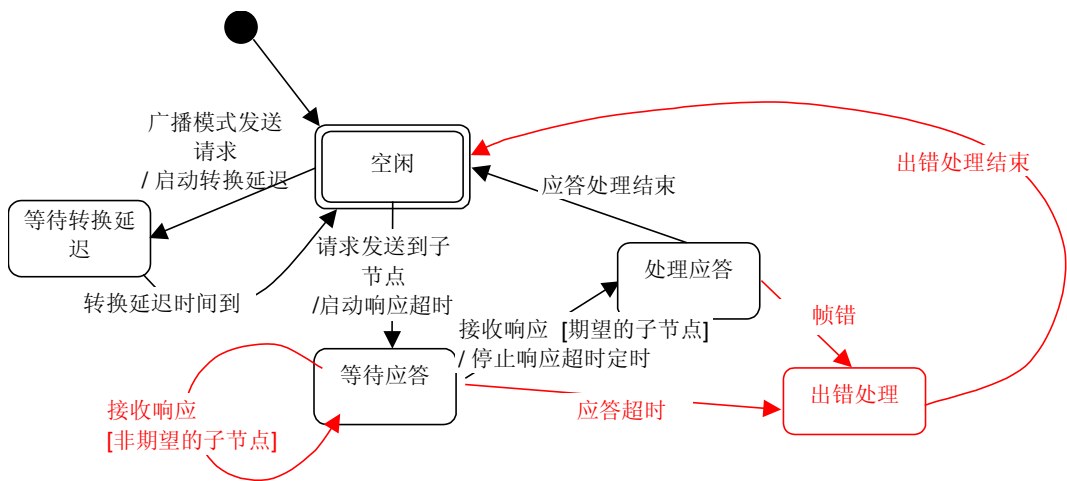 广播模式发送
请求
/ 启动转换延迟
空闲
出错处理结束
应答处理结束
等待转换延
迟
请求发送到子
节点
/启动响应超时
处理应答
转换延迟时间到
接收响应 [期望的子节点]
/ 停止响应超时定时
帧错
等待应答
出错处理
接收响应
[非期望的子节点]
应答超时